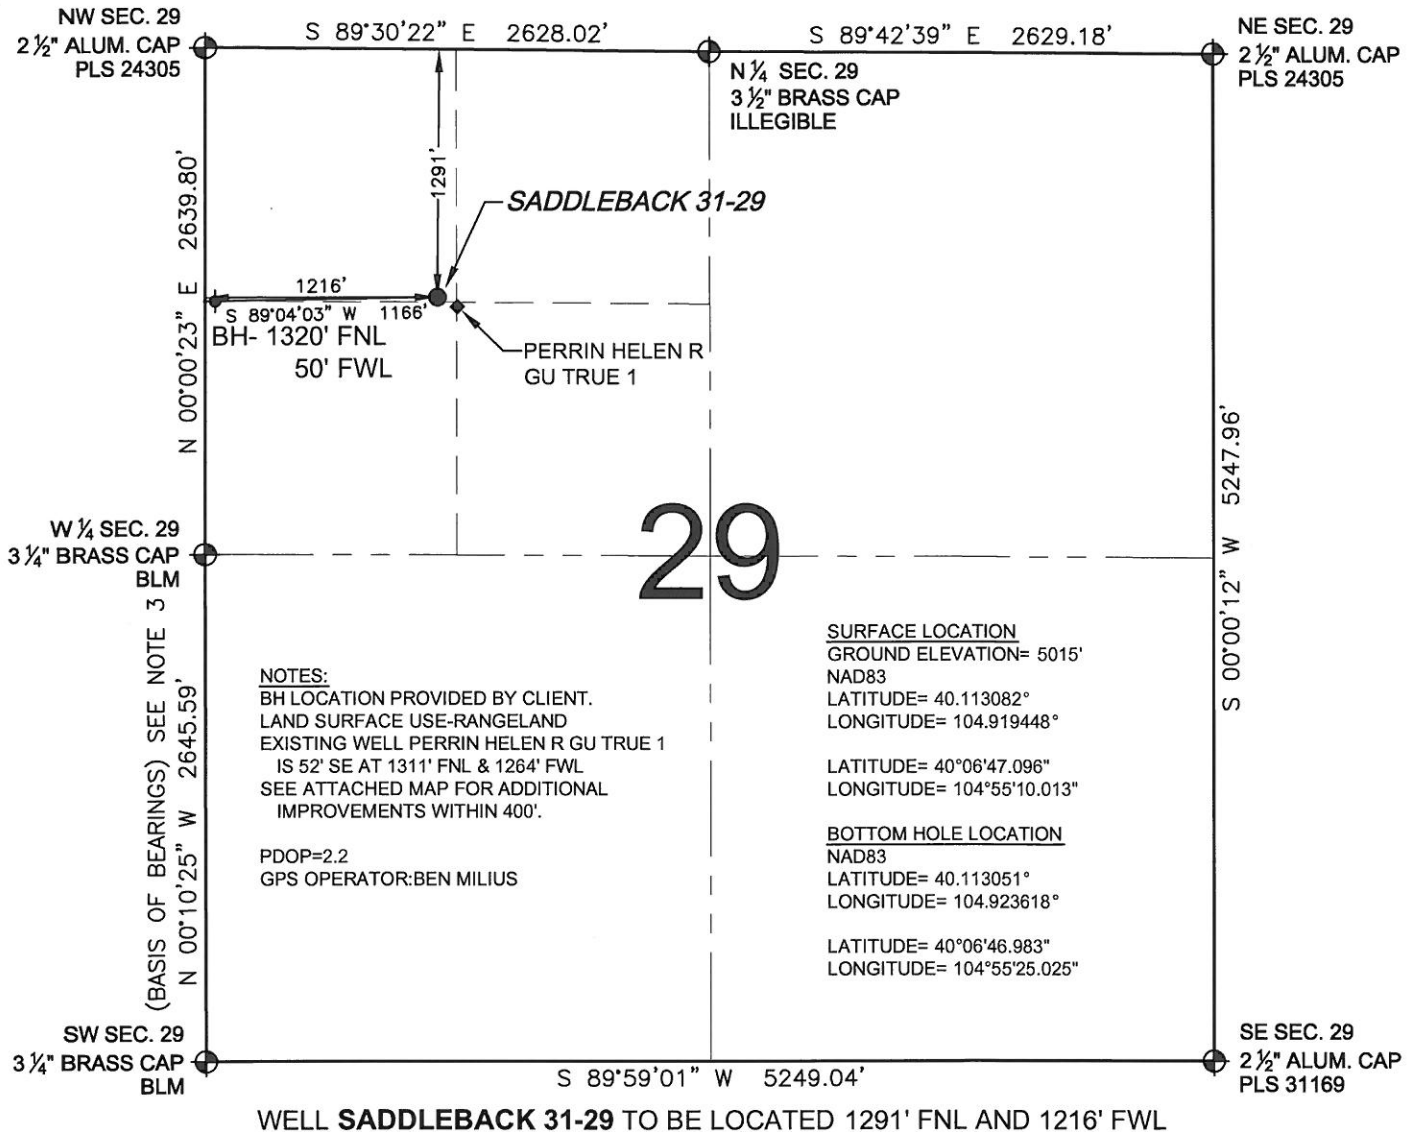 NW SEC. 29
2 ½" ALUM. CAP
PLS 24305
S 89°30'22" E 2628.02'
S 89°42'39" E 2629.18'
NE SEC. 29
2 ½" ALUM. CAP
PLS 24305
N ¼ SEC. 29
3 ½" BRASS CAP
ILLEGIBLE
N 00°00'23" E 2639.80'
1291'
SADDLEBACK 31-29
1216'
S 89°04'03" W 1166'
BH- 1320' FNL
50' FWL
PERRIN HELEN R
GU TRUE 1
S 00°00'12" W 5247.96'
W ¼ SEC. 29
3 ¼" BRASS CAP
BLM
29
(BASIS OF BEARINGS) SEE NOTE 3
N 00°10'25" W 2645.59'
NOTES:
BH LOCATION PROVIDED BY CLIENT.
LAND SURFACE USE-RANGELAND
EXISTING WELL PERRIN HELEN R GU TRUE 1
IS 52' SE AT 1311' FNL & 1264' FWL
SEE ATTACHED MAP FOR ADDITIONAL
IMPROVEMENTS WITHIN 400'.
PDOP=2.2
GPS OPERATOR:BEN MILIUS
SURFACE LOCATION
GROUND ELEVATION= 5015'
NAD83
LATITUDE= 40.113082°
LONGITUDE= 104.919448°
LATITUDE= 40°06'47.096"
LONGITUDE= 104°55'10.013"
BOTTOM HOLE LOCATION
NAD83
LATITUDE= 40.113051°
LONGITUDE= 104.923618°
LATITUDE= 40°06'46.983"
LONGITUDE= 104°55'25.025"
SW SEC. 29
3 ¼" BRASS CAP
BLM
S 89°59'01" W 5249.04'
SE SEC. 29
2 ½" ALUM. CAP
PLS 31169
WELL SADDLEBACK 31-29 TO BE LOCATED 1291' FNL AND 1216' FWL